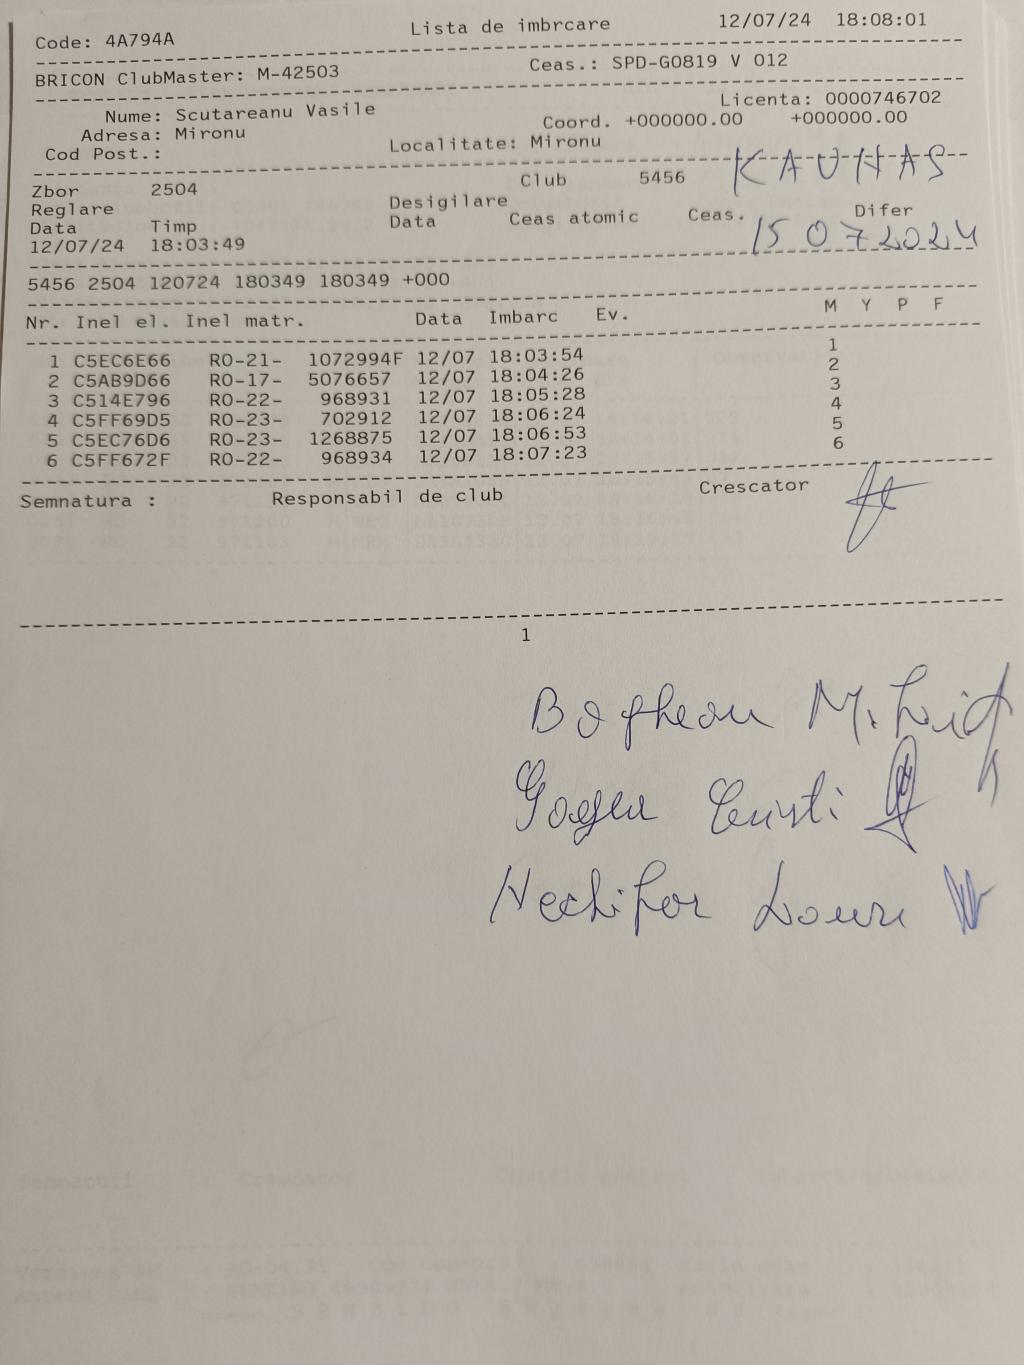 Code: 4A794A Lista de imbrcare 12/07/24 18:08:01
BRICON ClubMaster: M-42503 Ceas.: SPD-G0819 V 012
Nume: Scutareanu Vasile Licenta: 0000746702
Adresa: Mironu Coord. +000000.00 +000000.00
Cod Post.: Localitate: Mironu
KAUNAS
Zbor 2504 Club 5456
Reglare Desigilare
Data Timp Data Ceas atomic Ceas. Difer
12/07/24 18:03:49
15 07 2024
5456 2504 120724 180349 180349 +000
Nr. Inel el. Inel matr. Data Imbarc Ev. M Y P F
1 C5EC6E66 RO-21- 1072994F 12/07 18:03:54 1
2 C5AB9D66 RO-17- 5076657 12/07 18:04:26 2
3 C514E796 RO-22- 968931 12/07 18:05:28 3
4 C5FF69D5 RO-23- 702912 12/07 18:06:24 4
5 C5EC76D6 RO-23- 1268875 12/07 18:06:53 5
6 C5FF672F RO-22- 968934 12/07 18:07:23 6
Semnatura : Responsabil de club Crescator
1
Boghean
Cristi
Nechifor